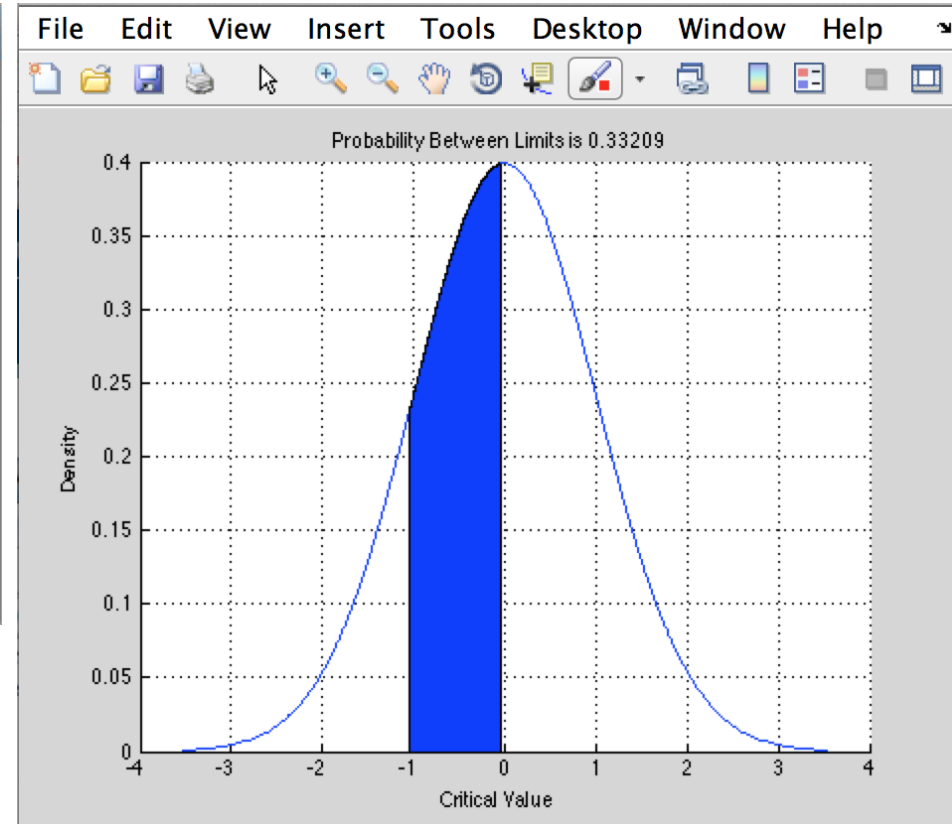 File Edit View Insert Tools Desktop Window Help
Probability Between Limits is 0.33209
0.4
0.35
0.3
0.25
0.2
0.15
0.1
0.05
0
Density
-4 -3 -2 -1 0 1 2 3 4
Critical Value